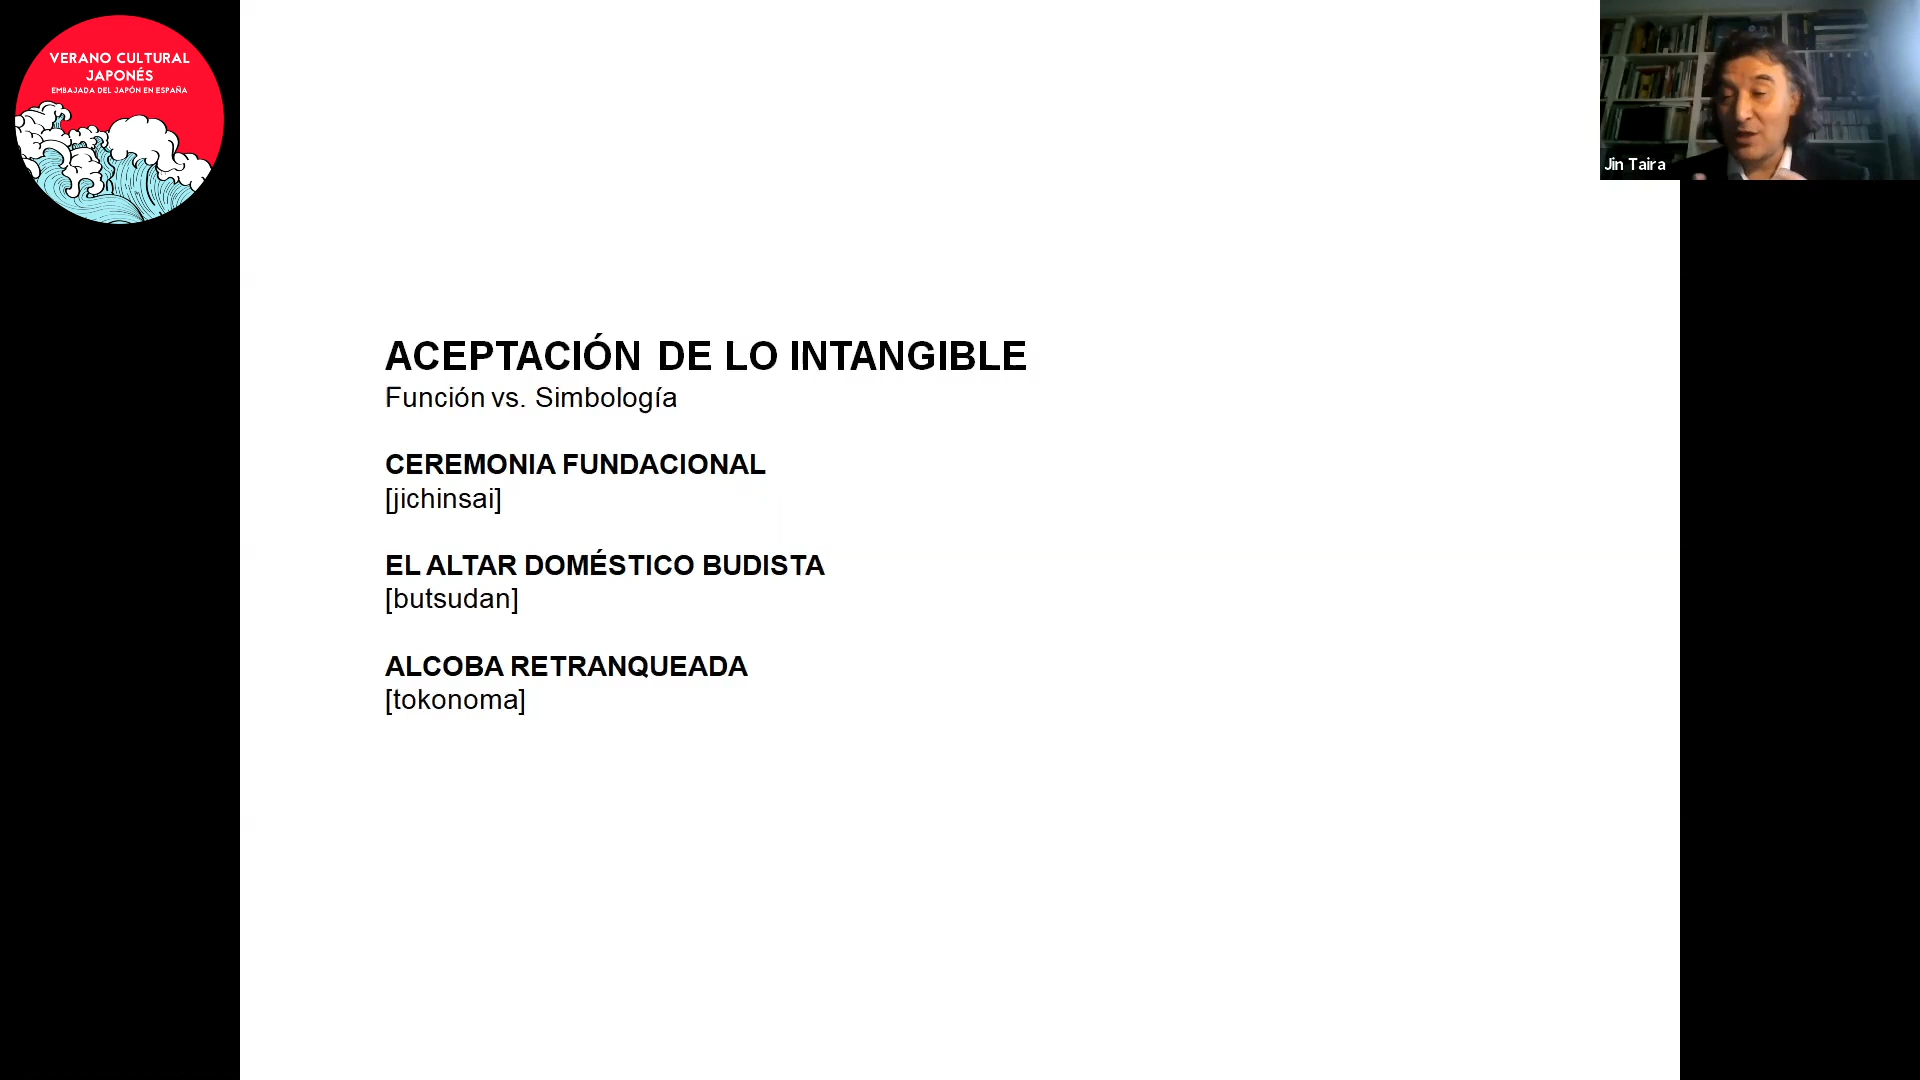 VERANO CULTURAL
JAPONÉS
EMBAJADA DEL JAPÓN EN ESPAÑA
Jin Taira
ACEPTACIÓN DE LO INTANGIBLE
Función vs. Simbología
CEREMONIA FUNDACIONAL
[jichinsai]
EL ALTAR DOMÉSTICO BUDISTA
[butsudan]
ALCOBA RETRANQUEADA
[tokonoma]